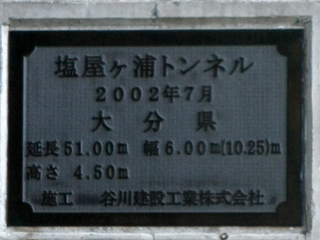 塩屋ヶ浦トンネル
2002年7月
大分県
延長51.00m 幅6.00m(10.25)m
高さ 4.50m
施工 谷川建設工業株式会社